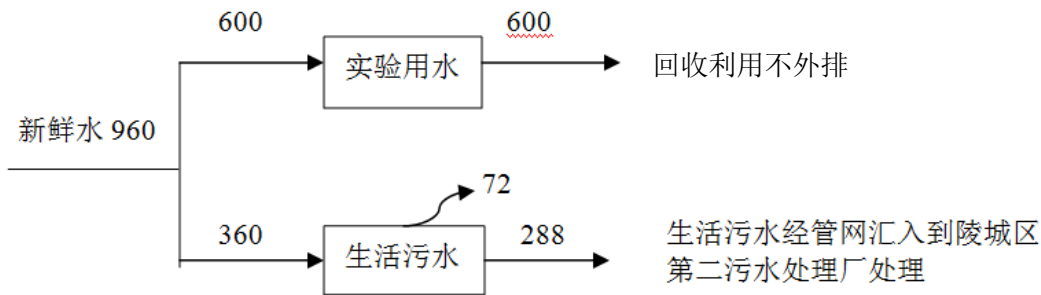 600
600
实验用水
回收利用不外排
新鲜水 960
72
360
生活污水
288
生活污水经管网汇入到陵城区
第二污水处理厂处理